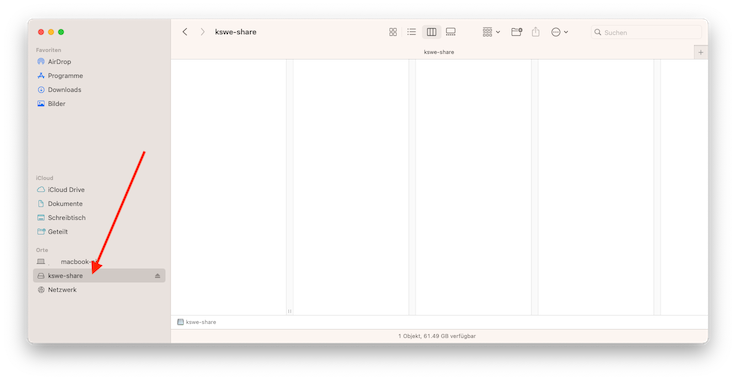 kswe-share
Suchen
kswe-share
Favoriten
AirDrop
Programme
Downloads
Bilder
iCloud
iCloud Drive
Dokumente
Schreibtisch
Geteilt
Orte
macbook-
kswe-share
Netzwerk
kswe-share
1 Objekt, 61.49 GB verfügbar